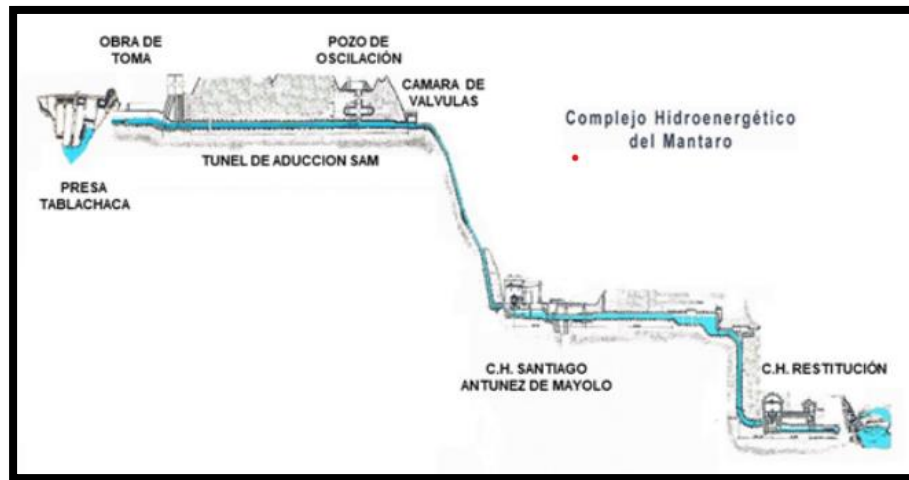 OBRA DE
TOMA
POZO DE
OSCILACIÓN
CAMARA DE
VALVULAS
Complejo Hidroenergético
del Mantaro
TUNEL DE ADUCCION SAM
PRESA
TABLACHACA
C.H. SANTIAGO
ANTUNEZ DE MAYOLO
C.H. RESTITUCIÓN